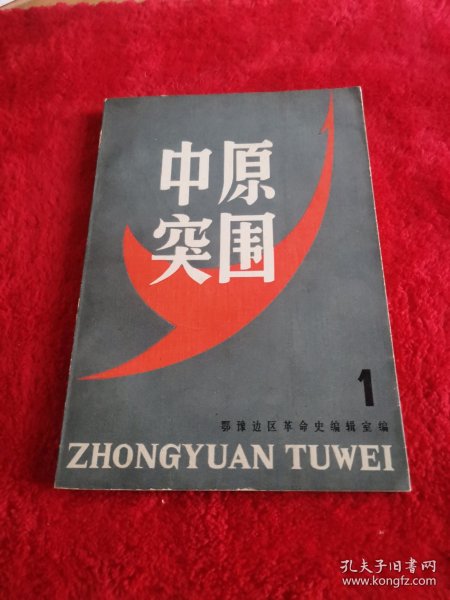 中原
突围
1
鄂豫边区革命史编辑室编
ZHONGYUAN TUWEI
孔夫子旧书网
www.kongfz.com